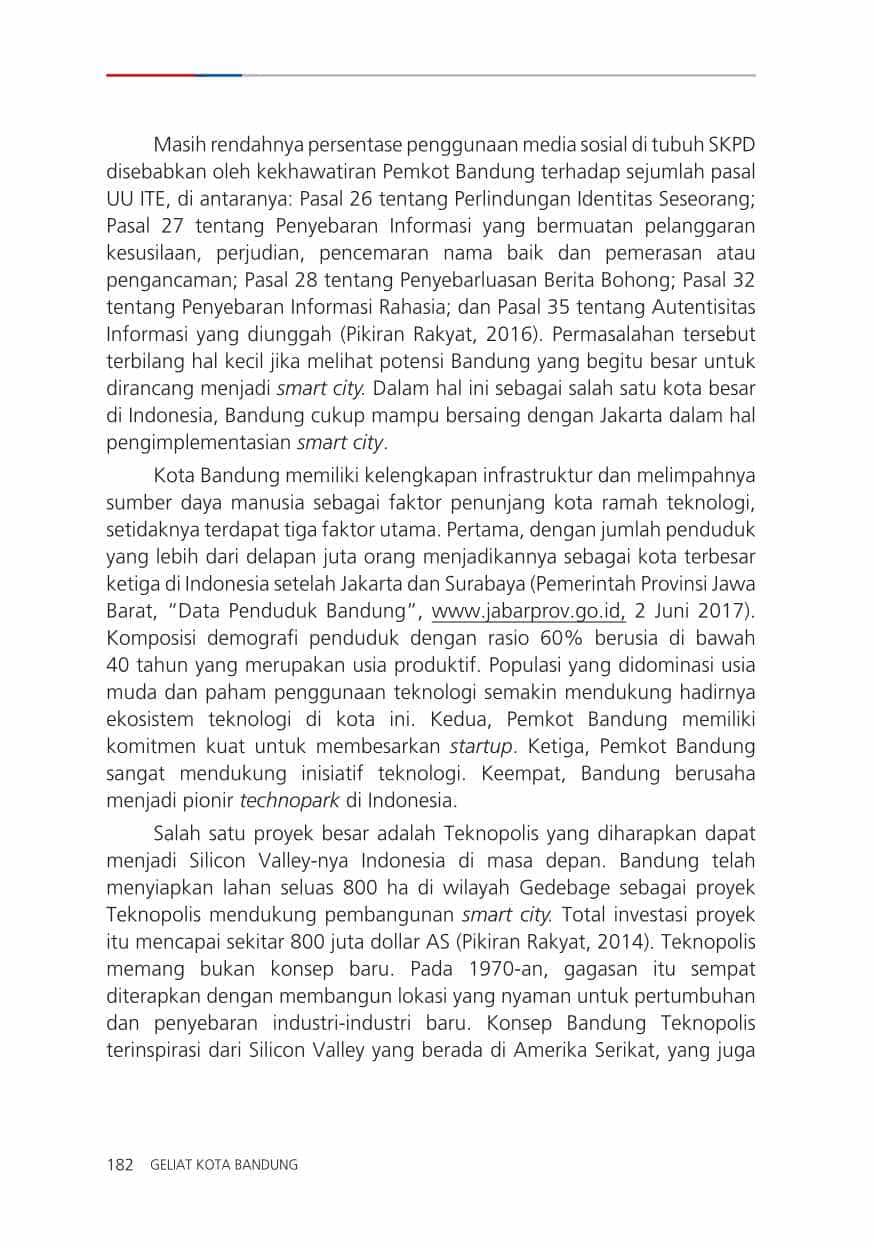 Masih rendahnya persentase penggunaan media sosial di tubuh SKPD
disebabkan oleh kekhawatiran Pemkot Bandung terhadap sejumlah pasal
UU ITE, di antaranya: Pasal 26 tentang Perlindungan Identitas Seseorang;
Pasal 27 tentang Penyebaran Informasi yang bermuatan pelanggaran
kesusilaan, perjudian, pencemaran nama baik dan pemerasan atau
pengancaman; Pasal 28 tentang Penyebarluasan Berita Bohong; Pasal 32
tentang Penyebaran Informasi Rahasia; dan Pasal 35 tentang Autentisitas
Informasi yang diunggah (Pikiran Rakyat, 2016). Permasalahan tersebut
terbilang hal kecil jika melihat potensi Bandung yang begitu besar untuk
dirancang menjadi smart city. Dalam hal ini sebagai salah satu kota besar
di Indonesia, Bandung cukup mampu bersaing dengan Jakarta dalam hal
pengimplementasian smart city.
Kota Bandung memiliki kelengkapan infrastruktur dan melimpahnya
sumber daya manusia sebagai faktor penunjang kota ramah teknologi,
setidaknya terdapat tiga faktor utama. Pertama, dengan jumlah penduduk
yang lebih dari delapan juta orang menjadikannya sebagai kota terbesar
ketiga di Indonesia setelah Jakarta dan Surabaya (Pemerintah Provinsi Jawa
Barat, “Data Penduduk Bandung”, www.jabarprov.go.id, 2 Juni 2017).
Komposisi demografi penduduk dengan rasio 60% berusia di bawah
40 tahun yang merupakan usia produktif. Populasi yang didominasi usia
muda dan paham penggunaan teknologi semakin mendukung hadirnya
ekosistem teknologi di kota ini. Kedua, Pemkot Bandung memiliki
komitmen kuat untuk membesarkan startup. Ketiga, Pemkot Bandung
sangat mendukung inisiatif teknologi. Keempat, Bandung berusaha
menjadi pionir technopark di Indonesia.
Salah satu proyek besar adalah Teknopolis yang diharapkan dapat
menjadi Silicon Valley-nya Indonesia di masa depan. Bandung telah
menyiapkan lahan seluas 800 ha di wilayah Gedebage sebagai proyek
Teknopolis mendukung pembangunan smart city. Total investasi proyek
itu mencapai sekitar 800 juta dollar AS (Pikiran Rakyat, 2014). Teknopolis
memang bukan konsep baru. Pada 1970-an, gagasan itu sempat
diterapkan dengan membangun lokasi yang nyaman untuk pertumbuhan
dan penyebaran industri-industri baru. Konsep Bandung Teknopolis
terinspirasi dari Silicon Valley yang berada di Amerika Serikat, yang juga
182 GELIAT KOTA BANDUNG